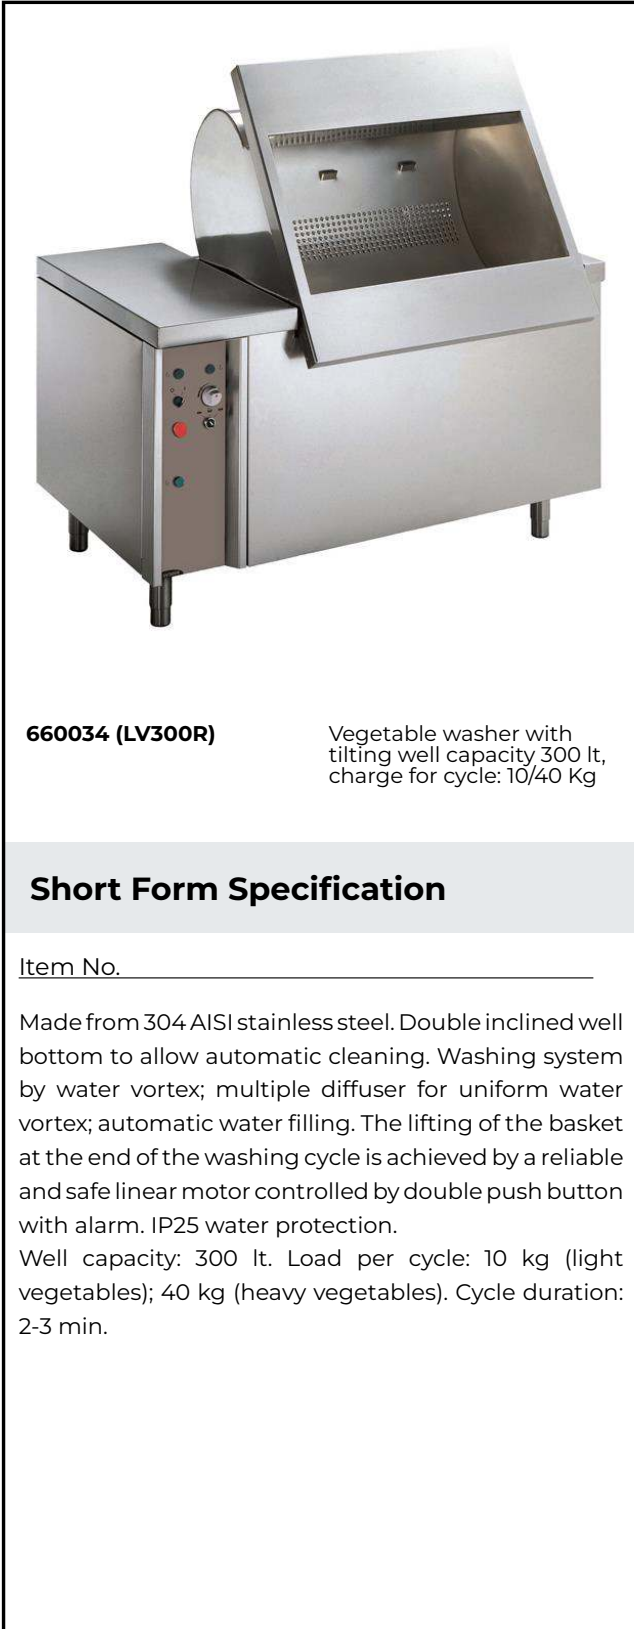 660034 (LV300R)
Vegetable washer with
tilting well capacity 300 lt,
charge for cycle: 10/40 Kg
Short Form Specification
Item No.
Made from 304 AISI stainless steel. Double inclined well
bottom to allow automatic cleaning. Washing system
by water vortex; multiple diffuser for uniform water
vortex; automatic water filling. The lifting of the basket
at the end of the washing cycle is achieved by a reliable
and safe linear motor controlled by double push button
with alarm. IP25 water protection.
Well capacity: 300 lt. Load per cycle: 10 kg (light
vegetables); 40 kg (heavy vegetables). Cycle duration:
2-3 min.